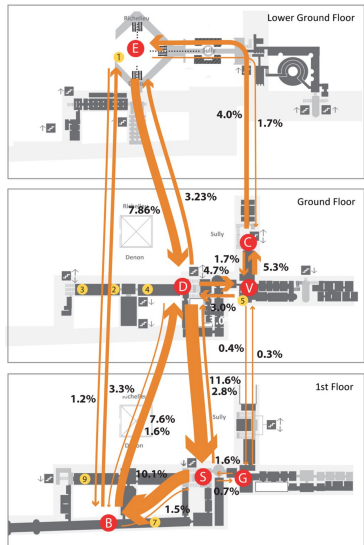 Lower Ground Floor
Richelieu
E
1
4.0%
1.7%
Ground Floor
3.23%
7.86%
Sully
Denon
C
1.7%
4.7%
5.3%
D
V
3
2
4
5
3.0%
0.4%
0.3%
1st Floor
1.2%
3.3%
11.6%
2.8%
7.6%
1.6%
Sully
Denon
1.6%
10.1%
S
G
9
0.7%
1.5%
B
7